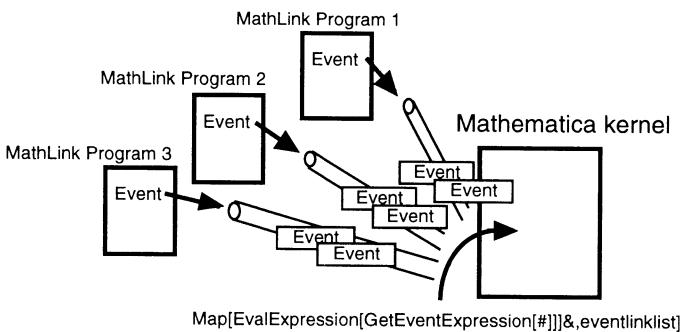 MathLink Program 1
Event
MathLink Program 2
Event
MathLink Program 3
Event
Mathematica kernel
Event
Event
Event
Event
Event
Event
Map[EvalExpression[GetEventExpression[#]]]&,eventlinklist]